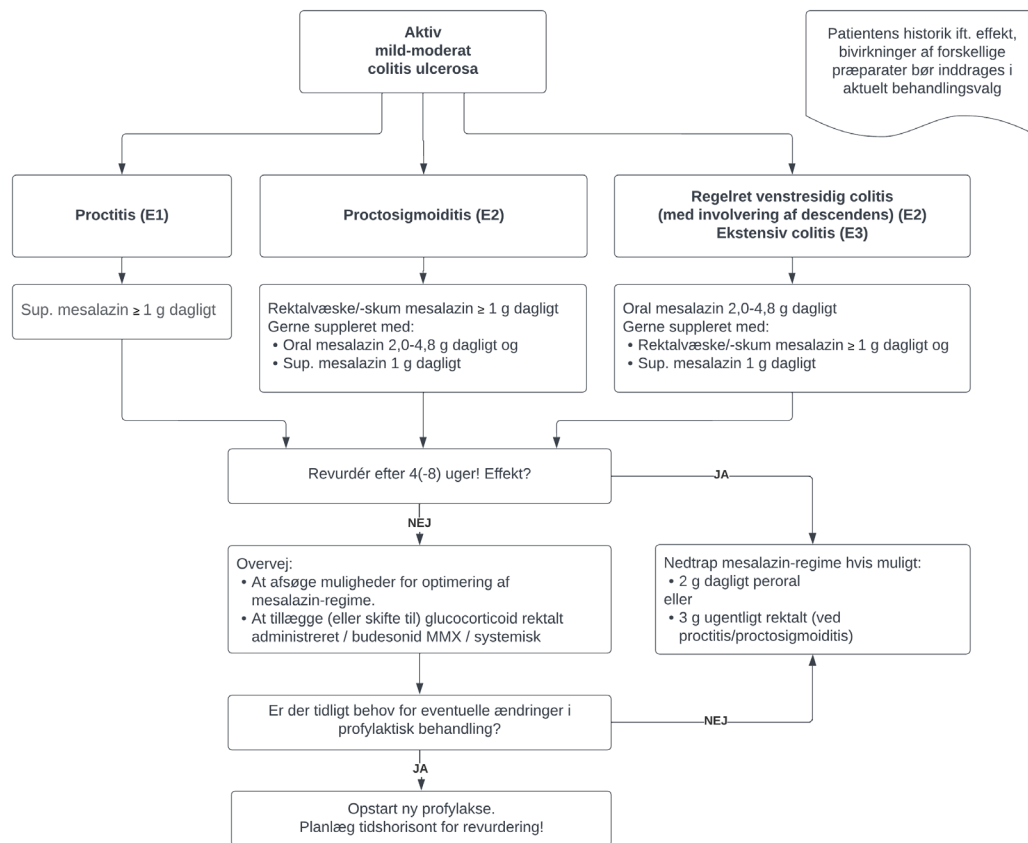 Aktiv
mild-moderat
colitis ulcerosa
Patientens historik ift. effekt,
bivirkninger af forskellige
præparater bør inddrages i
aktuelt behandlingsvalg
Proctitis (E1)
Proctosigmoiditis (E2)
Regelret venstresidig colitis
(med involvering af descendens) (E2)
Ekstensiv colitis (E3)
Sup. mesalazin ≥ 1 g dagligt
Rektalvæske/-skum mesalazin ≥ 1 g dagligt
Gerne suppleret med:
• Oral mesalazin 2,0-4,8 g dagligt og
• Sup. mesalazin 1 g dagligt
Oral mesalazin 2,0-4,8 g dagligt
Gerne suppleret med:
• Rektalvæske/-skum mesalazin ≥ 1 g dagligt og
• Sup. mesalazin 1 g dagligt
Revurdér efter 4(-8) uger! Effekt?
JA
NEJ
Overvej:
• At afsøge muligheder for optimering af
mesalazin-regime.
• At tillægge (eller skifte til) glucocorticoid rektalt
administreret / budesonid MMX / systemisk
Nedtrap mesalazin-regime hvis muligt:
• 2 g dagligt peroral
eller
• 3 g ugentligt rektalt (ved
proctitis/proctosigmoiditis)
Er der tidligt behov for eventuelle ændringer i
profylaktisk behandling?
NEJ
JA
Opstart ny profylakse.
Planlæg tidshorisont for revurdering!